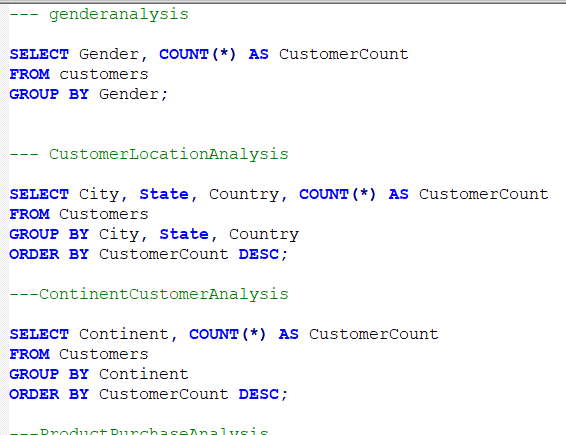 --- genderanalysis
SELECT Gender, COUNT(*) AS CustomerCount
FROM customers
GROUP BY Gender;
--- CustomerLocationAnalysis
SELECT City, State, Country, COUNT(*) AS CustomerCount
FROM Customers
GROUP BY City, State, Country
ORDER BY CustomerCount DESC;
---ContinentCustomerAnalysis
SELECT Continent, COUNT(*) AS CustomerCount
FROM Customers
GROUP BY Continent
ORDER BY CustomerCount DESC;
---ProductPurchaseAnalysis